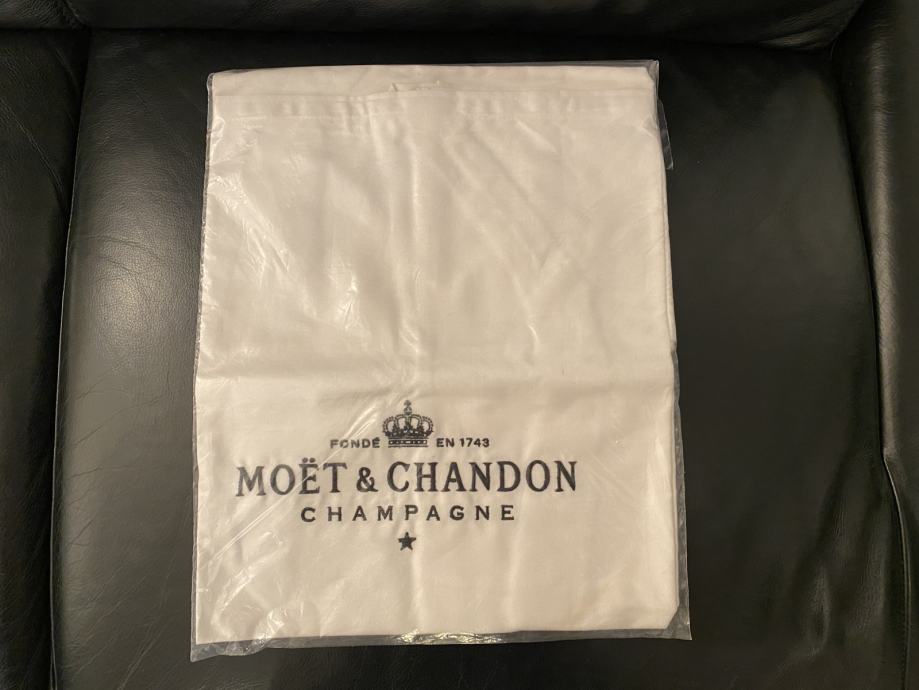 FONDÉ EN 1743
MOËT & CHANDON
CHAMPAGNE